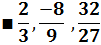 ■ 2/3, -8/9, 32/27